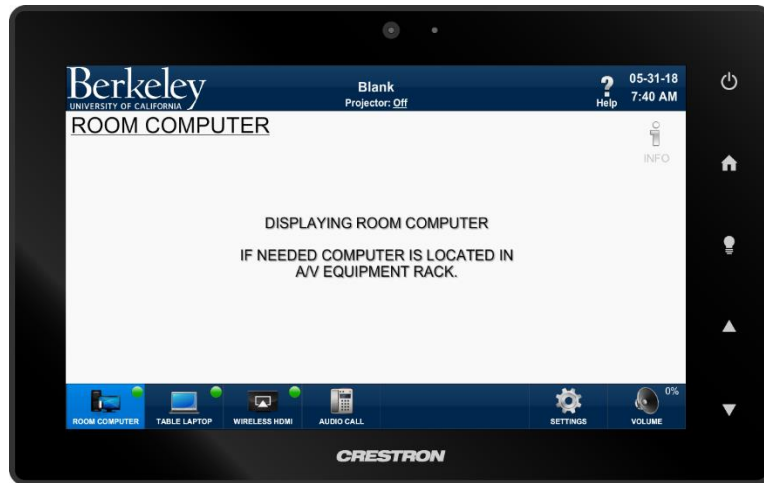 Berkeley
UNIVERSITY OF CALIFORNIA
Blank
Projector: Off
?
Help
05-31-18
7:40 AM
ROOM COMPUTER
INFO
DISPLAYING ROOM COMPUTER
IF NEEDED COMPUTER IS LOCATED IN
A/V EQUIPMENT RACK.
ROOM COMPUTER
TABLE LAPTOP
WIRELESS HDMI
AUDIO CALL
SETTINGS
0%
VOLUME
CRESTRON